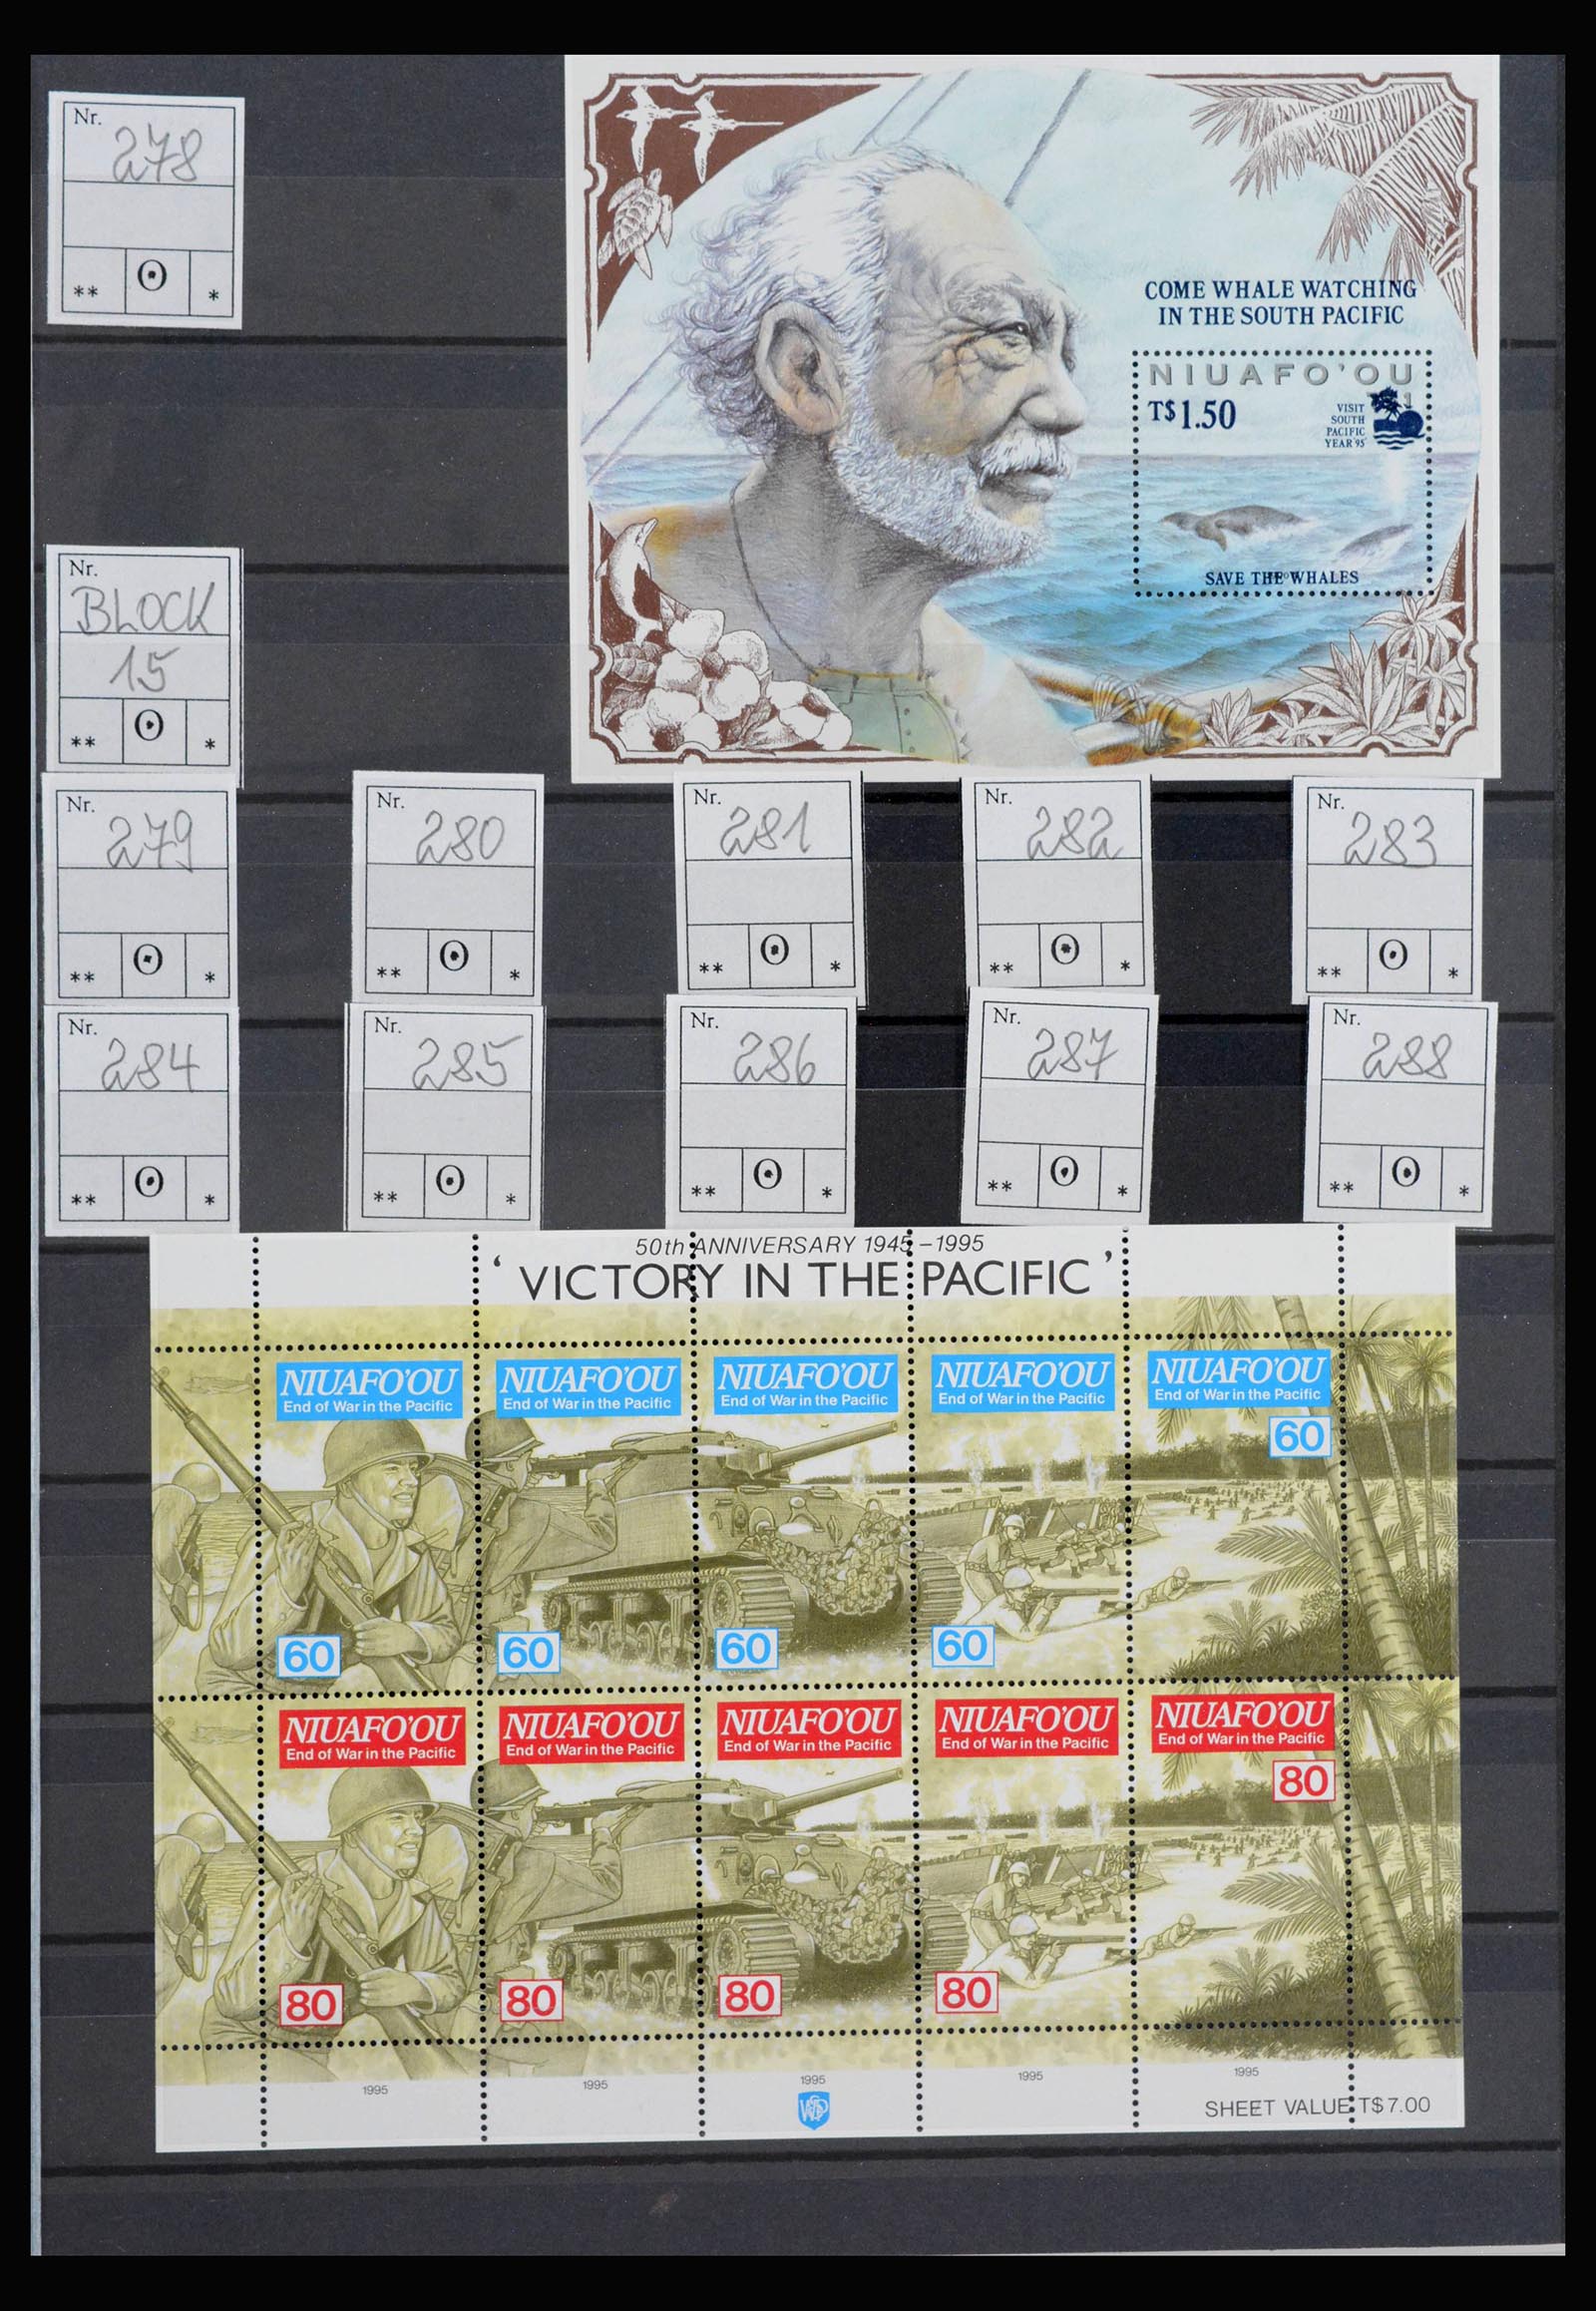 Nr.
278
** ʘ *
COME WHALE WATCHING
IN THE SOUTH PACIFIC
NIUAFO'OU
T$1.50
VISIT
SOUTH
PACIFIC
YEAR '95
SAVE THE WHALES
Nr.
BLOCK
15
** ʘ *
Nr.
279
** ʘ *
Nr.
280
** ʘ *
Nr.
281
** ʘ *
Nr.
282
** ʘ *
Nr.
283
** ʘ *
Nr.
284
** ʘ *
Nr.
285
** ʘ *
Nr.
286
** ʘ *
Nr.
287
** ʘ *
Nr.
288
** ʘ *
50th ANNIVERSARY 1945-1995
'VICTORY IN THE PACIFIC'
NIUAFO'OU
End of War in the Pacific
60
NIUAFO'OU
End of War in the Pacific
60
NIUAFO'OU
End of War in the Pacific
60
NIUAFO'OU
End of War in the Pacific
60
NIUAFO'OU
End of War in the Pacific
60
NIUAFO'OU
End of War in the Pacific
80
NIUAFO'OU
End of War in the Pacific
80
NIUAFO'OU
End of War in the Pacific
80
NIUAFO'OU
End of War in the Pacific
80
NIUAFO'OU
End of War in the Pacific
80
1995 1995 1995 1995 1995
SHEET VALUE T$7.00